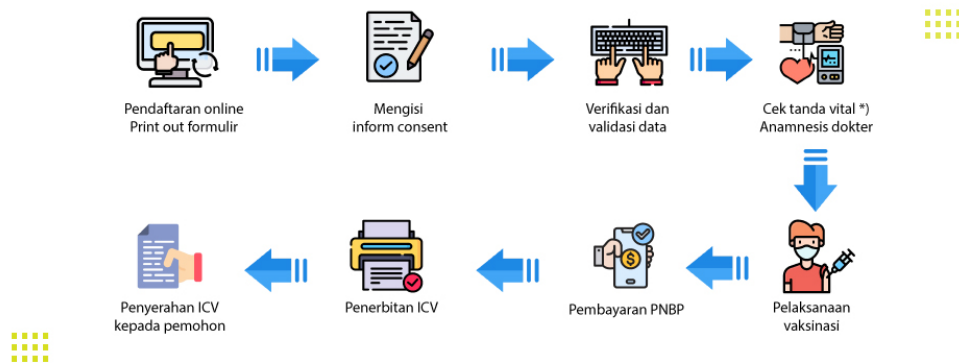 Pendaftaran online
Print out formulir
Mengisi
inform consent
Verifikasi dan
validasi data
Cek tanda vital *)
Anamnesis dokter
Pelaksanaan
vaksinasi
Pembayaran PNBP
Penerbitan ICV
Penyerahan ICV
kepada pemohon